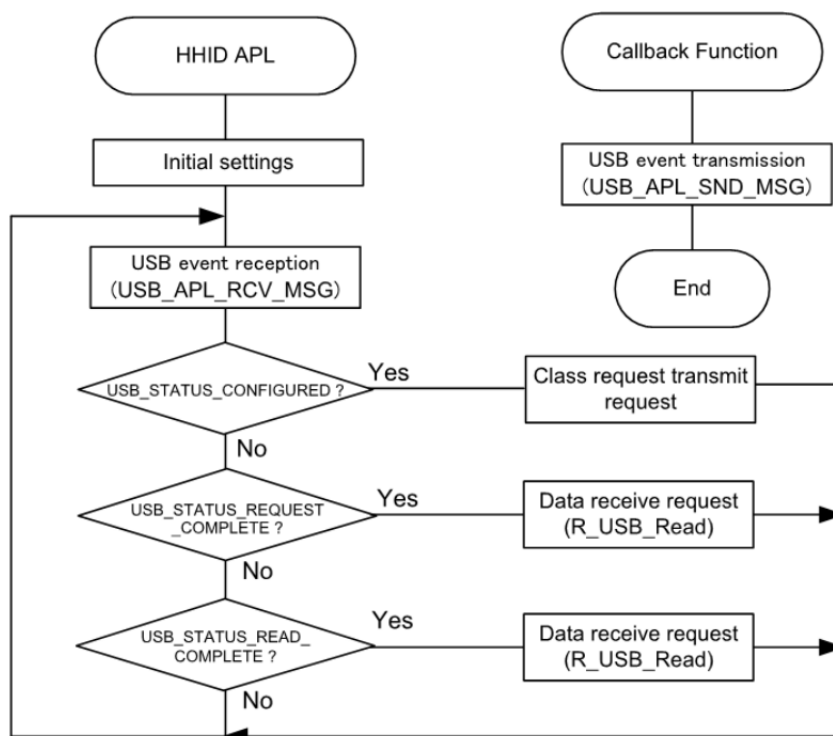 HHID APL
Callback Function
Initial settings
USB event transmission
(USB_APL_SND_MSG)
USB event reception
(USB_APL_RCV_MSG)
End
USB_STATUS_CONFIGURED ?
Yes
Class request transmit
request
No
USB_STATUS_REQUEST
_COMPLETE ?
Yes
Data receive request
(R_USB_Read)
No
USB_STATUS_READ_
COMPLETE ?
Yes
Data receive request
(R_USB_Read)
No